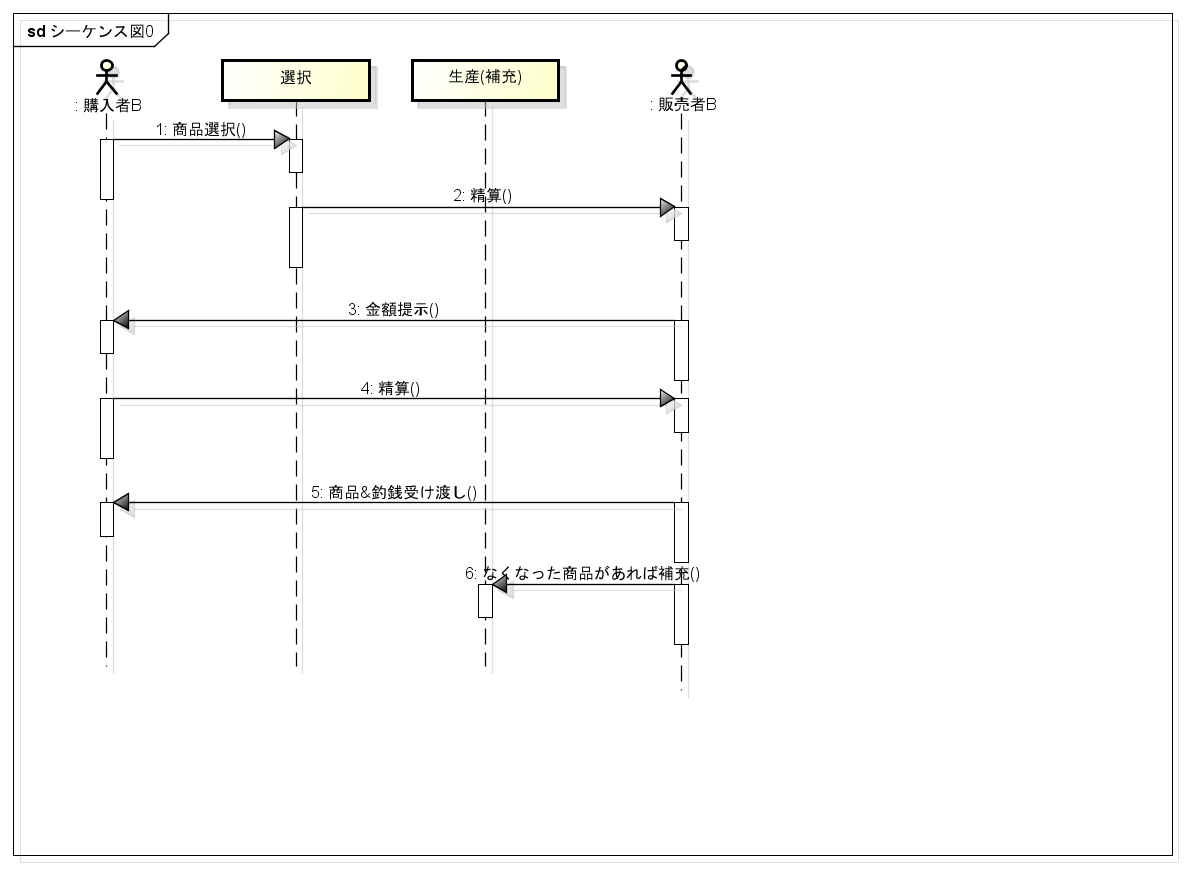 sd シーケンス図0
: 購入者B
選択
生産(補充)
: 販売者B
1: 商品選択()
2: 精算()
3: 金額提示()
4: 精算()
5: 商品&釣銭受け渡し()
6: なくなった商品があれば補充()